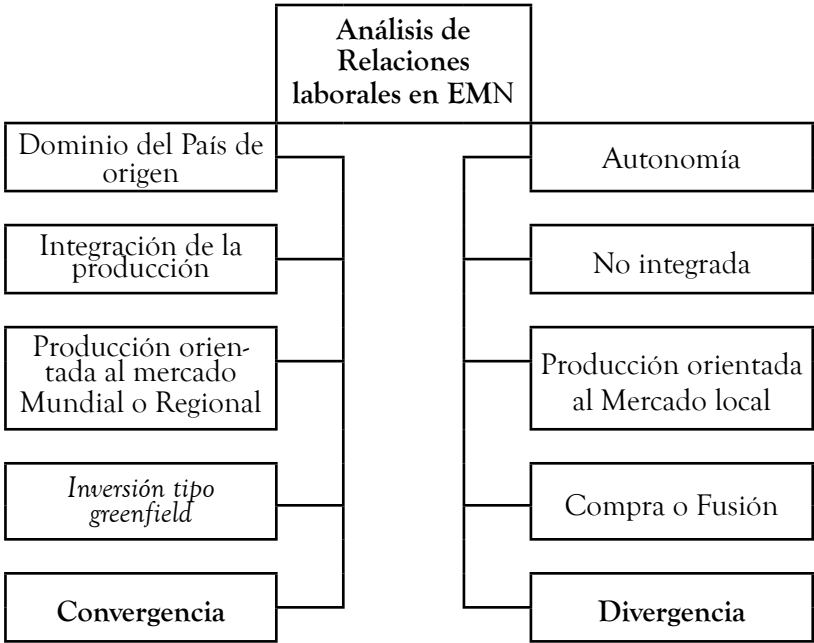 Análisis de
Relaciones
laborales en EMN
Dominio del País de
origen
Autonomía
Integración de la
producción
No integrada
Producción orien-
tada al mercado
Mundial o Regional
Producción orientada
al Mercado local
Inversión tipo
greenfield
Compra o Fusión
Convergencia
Divergencia